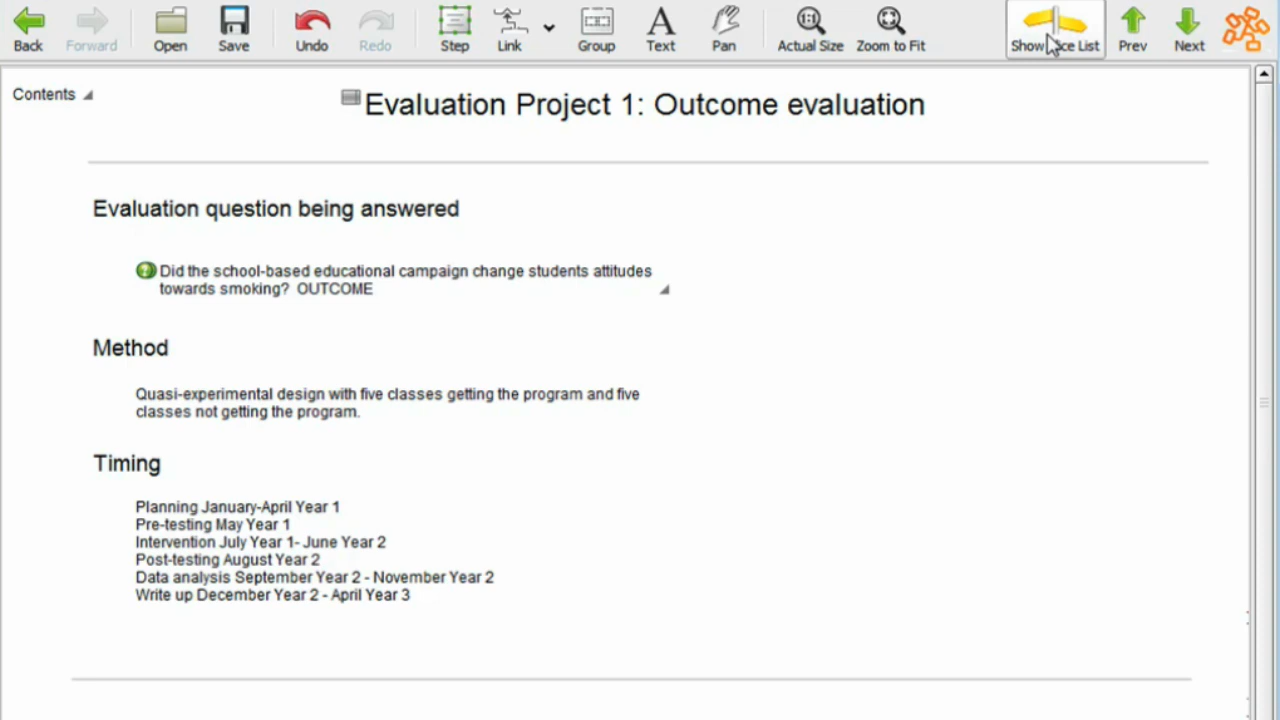 Back Forward Open Save Undo Redo Step Link Group Text Pan Actual Size Zoom to Fit Show ce List Prev Next
Contents
Evaluation Project 1: Outcome evaluation
Evaluation question being answered
Did the school-based educational campaign change students attitudes
towards smoking? OUTCOME
Method
Quasi-experimental design with five classes getting the program and five
classes not getting the program.
Timing
Planning January-April Year 1
Pre-testing May Year 1
Intervention July Year 1- June Year 2
Post-testing August Year 2
Data analysis September Year 2 - November Year 2
Write up December Year 2 - April Year 3